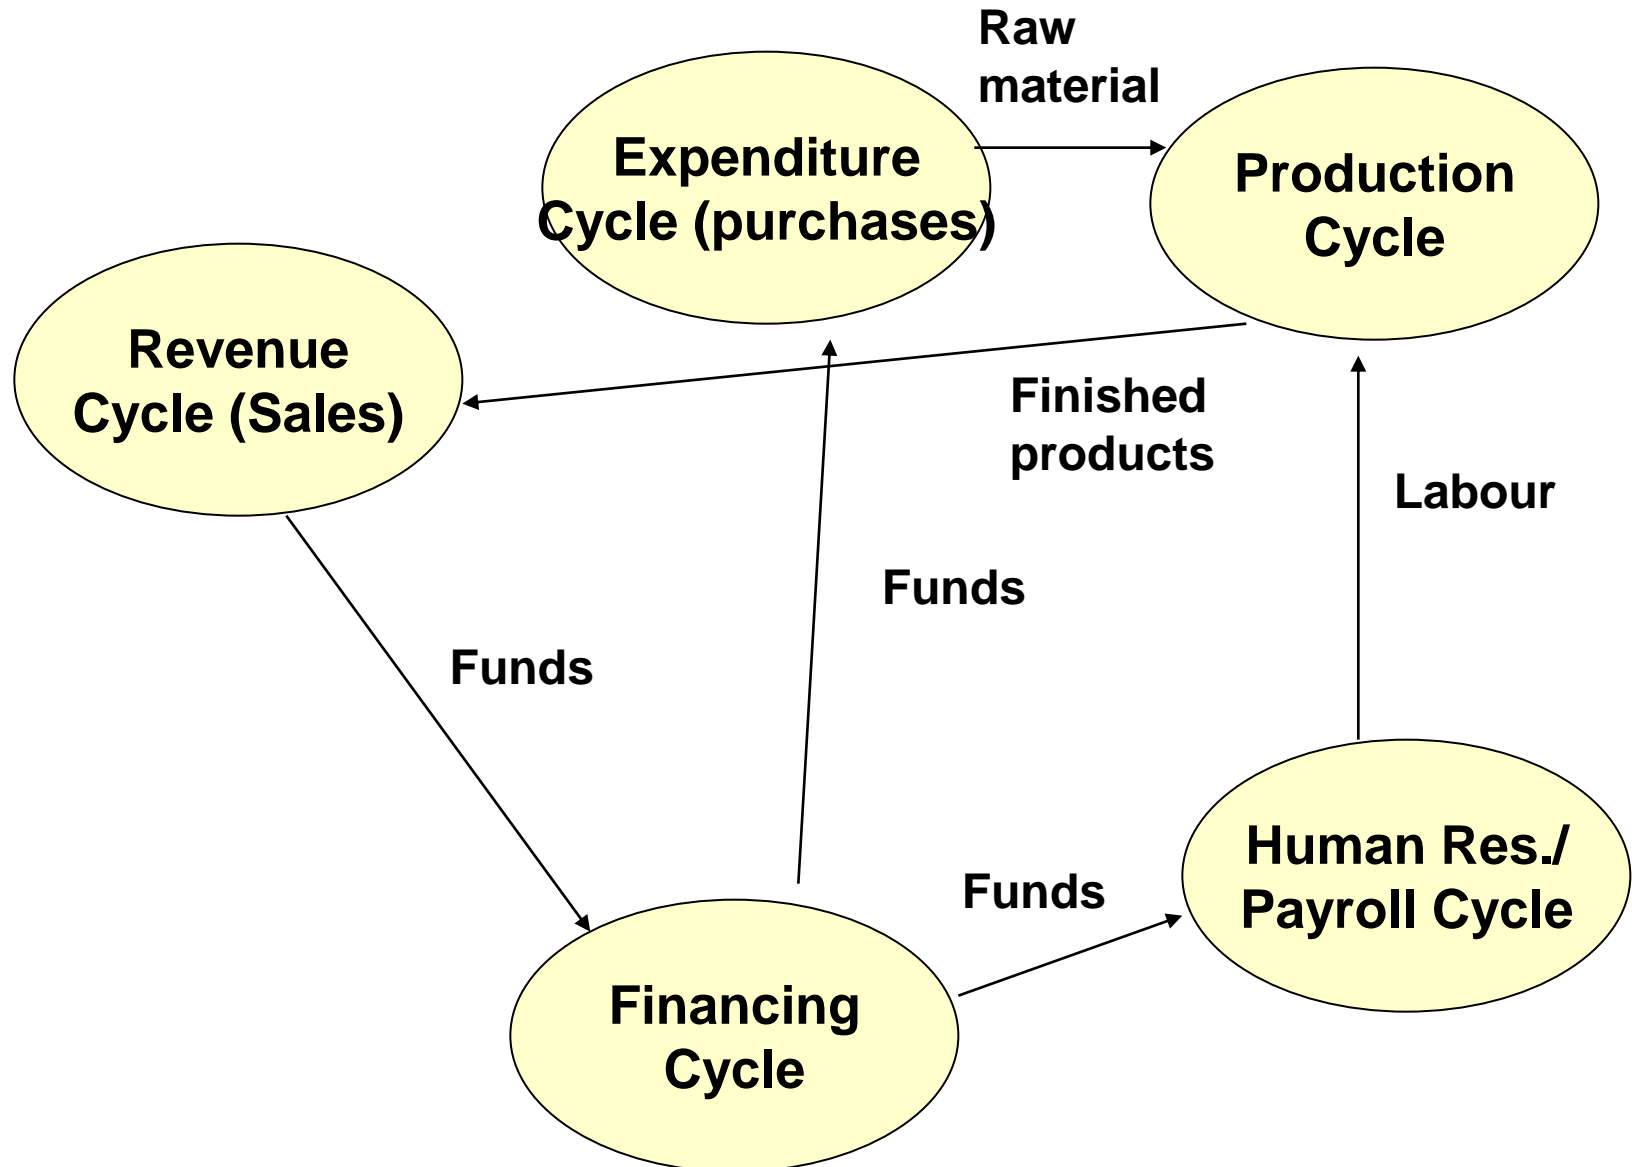 Raw
material
Expenditure
Cycle (purchases)
Production
Cycle
Revenue
Cycle (Sales)
Finished
products
Labour
Funds
Funds
Human Res./
Payroll Cycle
Funds
Financing
Cycle